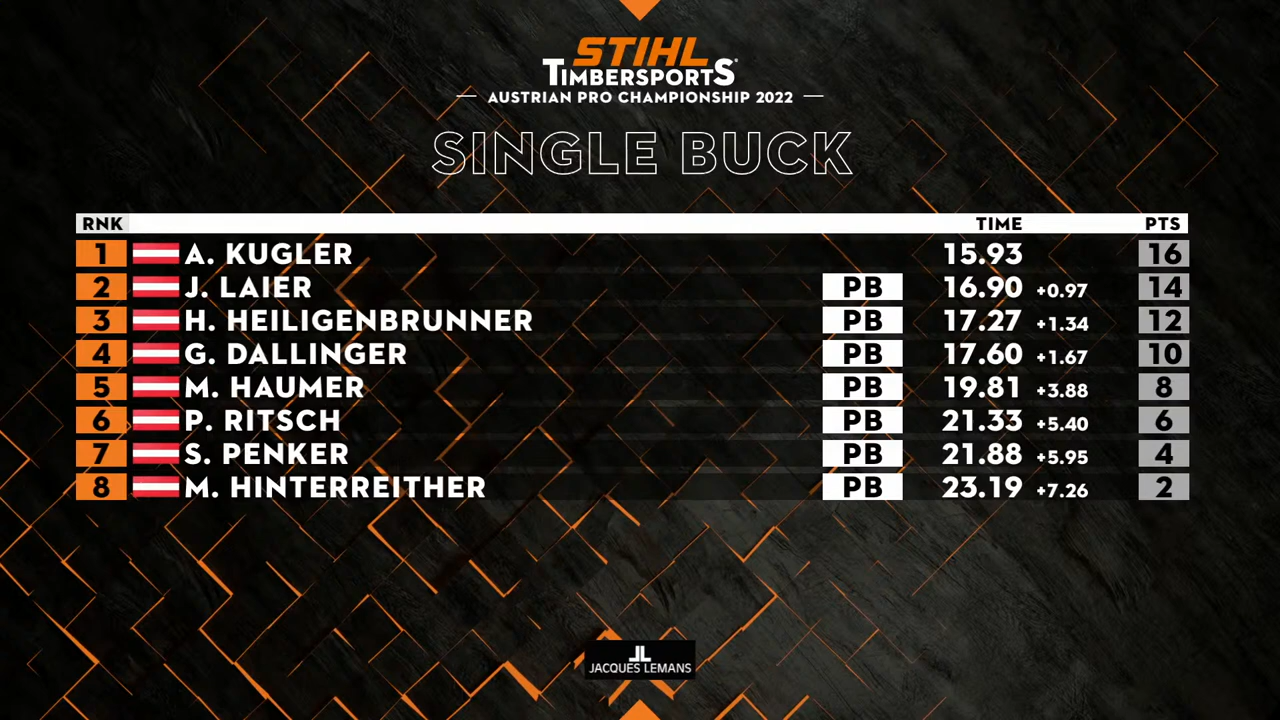 STIHL
TIMBERSPORTS®
AUSTRIAN PRO CHAMPIONSHIP 2022
SINGLE BUCK
RNK TIME PTS
1 A. KUGLER 15.93 16
2 J. LAIER PB 16.90 +0.97 14
3 H. HEILIGENBRUNNER PB 17.27 +1.34 12
4 G. DALLINGER PB 17.60 +1.67 10
5 M. HAUMER PB 19.81 +3.88 8
6 P. RITSCH PB 21.33 +5.40 6
7 S. PENKER PB 21.88 +5.95 4
8 M. HINTERREITHER PB 23.19 +7.26 2
JL
JACQUES LEMANS